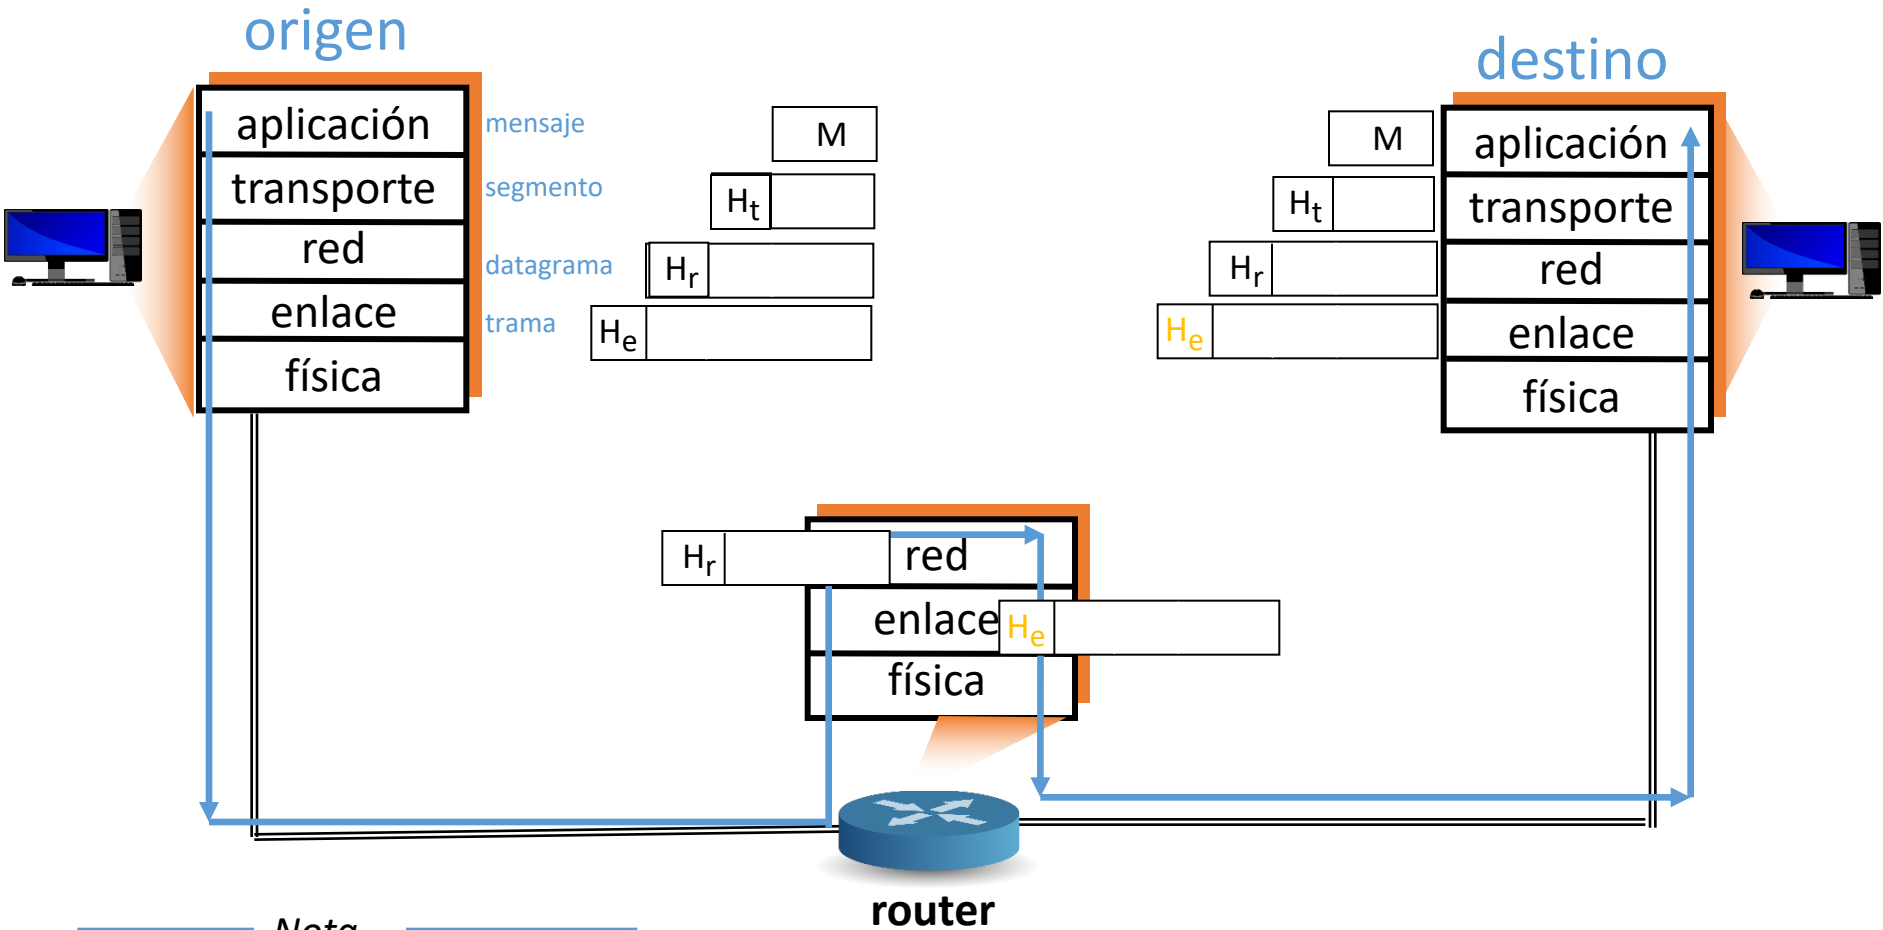 origen
aplicación
transporte
red
enlace
física
mensaje
segmento
datagrama
trama
M
Ht
Hr
He
destino
M
Ht
Hr
He
aplicación
transporte
red
enlace
física
Hr
red
enlace
He
física
router
Nota